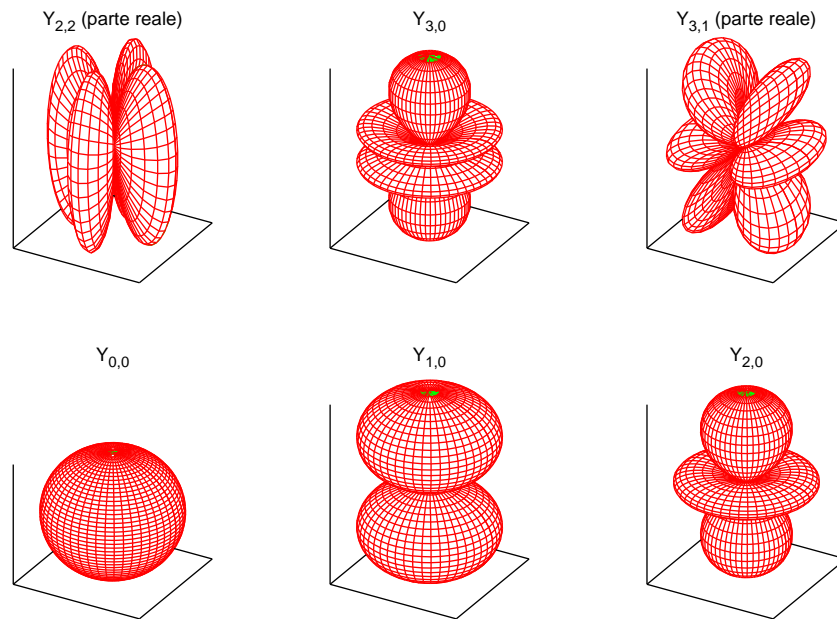 Y2,2 (parte reale)
Y3,0
Y3,1 (parte reale)
Y0,0
Y1,0
Y2,0